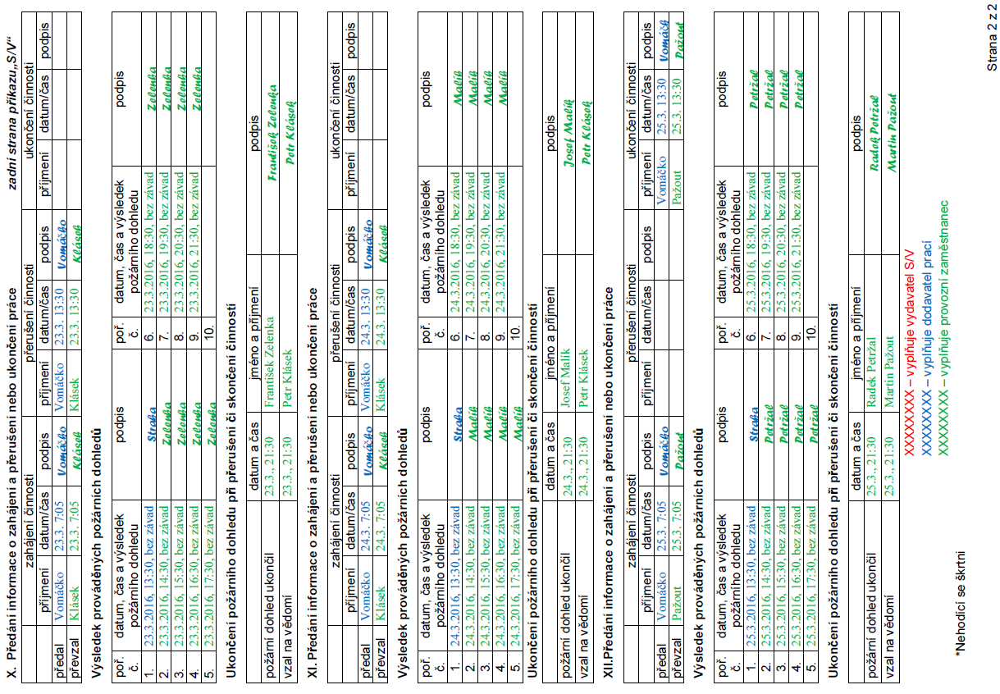 zadní strana příkazu„S/V“
X. Předání informace o zahájení a přerušení nebo ukončení práce
zahájení činnosti přerušení činnosti ukončení činnosti
příjmení datum/čas podpis příjmení datum/čas podpis příjmení datum/čas podpis
předal Vomáčko 23.3. 7:05 Vomáčko Vomáčko 23.3. 13:30 Vomáčko
převzal Klásek 23.3. 7:05 Klásek Klásek 23.3. 13:30 Klásek
Výsledek prováděných požárních dohledů
poř. č. datum, čas a výsledek požárního dohledu podpis poř. č. datum, čas a výsledek požárního dohledu podpis
1. 23.3.2016, 13:30, bez závad Straka 6. 23.3.2016, 18:30, bez závad Zelenka
2. 23.3.2016, 14:30, bez závad Zelenka 7. 23.3.2016, 19:30, bez závad Zelenka
3. 23.3.2016, 15:30, bez závad Zelenka 8. 23.3.2016, 20:30, bez závad Zelenka
4. 23.3.2016, 16:30, bez závad Zelenka 9. 23.3.2016, 21:30, bez závad Zelenka
5. 23.3.2016, 17:30, bez závad Zelenka 10.
Ukončení požárního dohledu při přerušení či skončení činnosti
datum a čas jméno a příjmení podpis
požární dohled ukončil 23.3., 21:30 František Zelenka František Zelenka
vzal na vědomí 23.3., 21:30 Petr Klásek Petr Klásek
XI. Předání informace o zahájení a přerušení nebo ukončení práce
zahájení činnosti přerušení činnosti ukončení činnosti
příjmení datum/čas podpis příjmení datum/čas podpis příjmení datum/čas podpis
předal Vomáčko 24.3. 7:05 Vomáčko Vomáčko 24.3. 13:30 Vomáčko
převzal Klásek 24.3. 7:05 Klásek Klásek 24.3. 13:30 Klásek
Výsledek prováděných požárních dohledů
poř. č. datum, čas a výsledek požárního dohledu podpis poř. č. datum, čas a výsledek požárního dohledu podpis
1. 24.3.2016, 13:30, bez závad Straka 6. 24.3.2016, 18:30, bez závad Malík
2. 24.3.2016, 14:30, bez závad Malík 7. 24.3.2016, 19:30, bez závad Malík
3. 24.3.2016, 15:30, bez závad Malík 8. 24.3.2016, 20:30, bez závad Malík
4. 24.3.2016, 16:30, bez závad Malík 9. 24.3.2016, 21:30, bez závad Malík
5. 24.3.2016, 17:30, bez závad Malík 10.
Ukončení požárního dohledu při přerušení či skončení činnosti
datum a čas jméno a příjmení podpis
požární dohled ukončil 24.3., 21:30 Josef Malík Josef Malík
vzal na vědomí 24.3., 21:30 Petr Klásek Petr Klásek
XII.Předání informace o zahájení a přerušení nebo ukončení práce
zahájení činnosti přerušení činnosti ukončení činnosti
příjmení datum/čas podpis příjmení datum/čas podpis příjmení datum/čas podpis
předal Vomáčko 25.3. 7:05 Vomáčko Vomáčko 25.3. 13:30 Vomáčk
převzal Pažout 25.3. 7:05 Pažout Pažout 25.3. 13:30 Pažout
Výsledek prováděných požárních dohledů
poř. č. datum, čas a výsledek požárního dohledu podpis poř. č. datum, čas a výsledek požárního dohledu podpis
1. 25.3.2016, 13:30, bez závad Straka 6. 25.3.2016, 18:30, bez závad Petržal
2. 25.3.2016, 14:30, bez závad Petržal 7. 25.3.2016, 19:30, bez závad Petržal
3. 25.3.2016, 15:30, bez závad Petržal 8. 25.3.2016, 20:30, bez závad Petržal
4. 25.3.2016, 16:30, bez závad Petržal 9. 25.3.2016, 21:30, bez závad Petržal
5. 25.3.2016, 17:30, bez závad Petržal 10.
Ukončení požárního dohledu při přerušení či skončení činnosti
datum a čas jméno a příjmení podpis
požární dohled ukončil 25.3., 21:30 Radek Petržal Radek Petržal
vzal na vědomí 25.3., 21:30 Martin Pažout Martin Pažout
XXXXXXXX – vyplňuje vydavatel S/V
XXXXXXXX – vyplňuje dodavatel prací
XXXXXXXX – vyplňuje provozní zaměstnanec
*Nehodící se škrtni
Strana 2 z 2